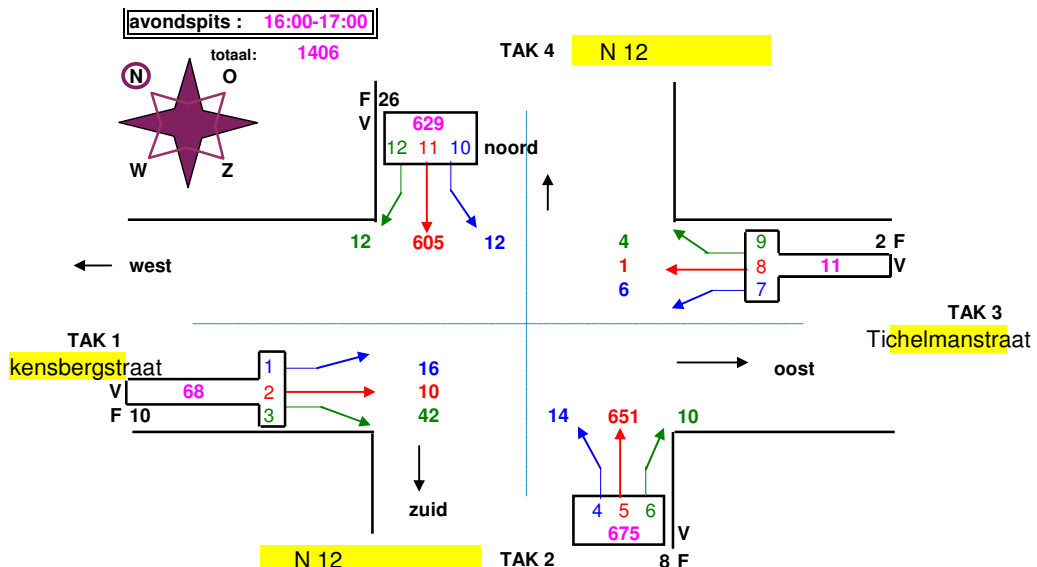 avondspits : 16:00-17:00
totaal: 1406
TAK 4 N 12
N O
W Z
F 26
V 629
12 11 10 noord
12 605 12
4 9 2 F
1 8 11 V
6 7
west
TAK 1
kensbergstraat
TAK 3
Tichelmanstraat
1 16
V 68 2 10
F 10 3 42
oost
14 651 10
zuid
4 5 6
675 V
N 12 TAK 2 8 F